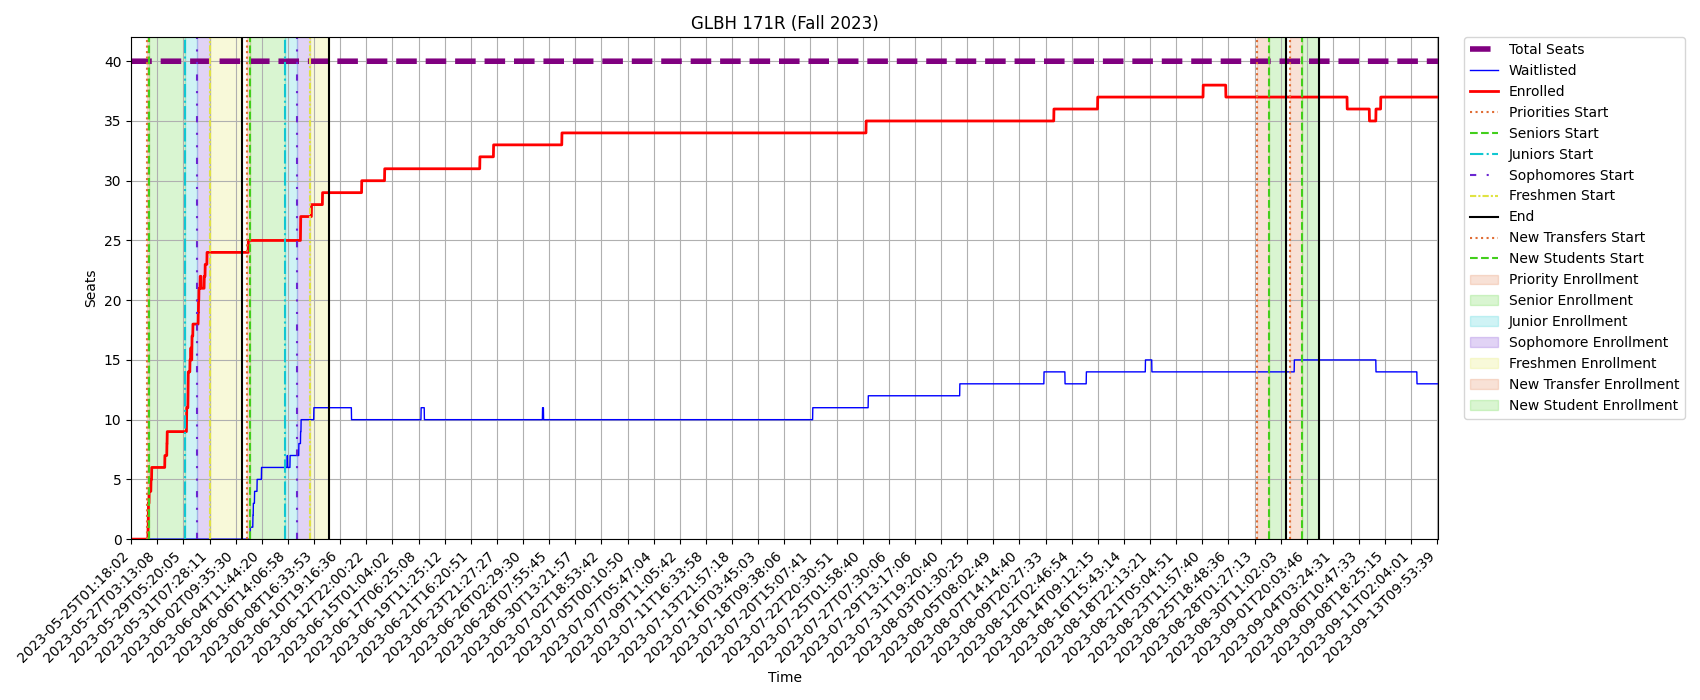 GLBH 171R (Fall 2023)
Seats
40
35
30
25
20
15
10
5
0
2023-05-25T01:18:02
2023-05-27T03:13:08
2023-05-29T05:20:05
2023-05-31T07:28:11
2023-06-02T09:35:30
2023-06-04T11:44:20
2023-06-06T14:06:58
2023-06-08T16:33:53
2023-06-10T19:16:36
2023-06-12T22:00:22
2023-06-15T01:04:02
2023-06-17T06:25:08
2023-06-19T11:25:12
2023-06-21T16:20:51
2023-06-23T21:27:27
2023-06-26T02:29:30
2023-06-28T07:55:45
2023-06-30T13:21:57
2023-07-02T18:53:42
2023-07-05T00:10:50
2023-07-07T05:47:04
2023-07-09T11:05:42
2023-07-11T16:33:58
2023-07-13T21:57:18
2023-07-16T03:45:03
2023-07-18T09:38:06
2023-07-20T15:07:41
2023-07-22T20:30:51
2023-07-25T01:58:40
2023-07-27T07:30:06
2023-07-29T13:17:06
2023-07-31T19:20:40
2023-08-03T01:30:25
2023-08-05T08:02:49
2023-08-07T14:14:40
2023-08-09T20:27:33
2023-08-12T02:46:54
2023-08-14T09:12:15
2023-08-16T15:43:14
2023-08-18T22:13:21
2023-08-21T05:04:51
2023-08-23T11:57:40
2023-08-25T18:48:36
2023-08-28T01:27:13
2023-08-30T11:02:03
2023-09-01T20:03:46
2023-09-04T03:24:31
2023-09-06T10:47:33
2023-09-08T18:25:15
2023-09-11T02:04:01
2023-09-13T09:53:39
Time
Total Seats
Waitlisted
Enrolled
Priorities Start
Seniors Start
Juniors Start
Sophomores Start
Freshmen Start
End
New Transfers Start
New Students Start
Priority Enrollment
Senior Enrollment
Junior Enrollment
Sophomore Enrollment
Freshmen Enrollment
New Transfer Enrollment
New Student Enrollment